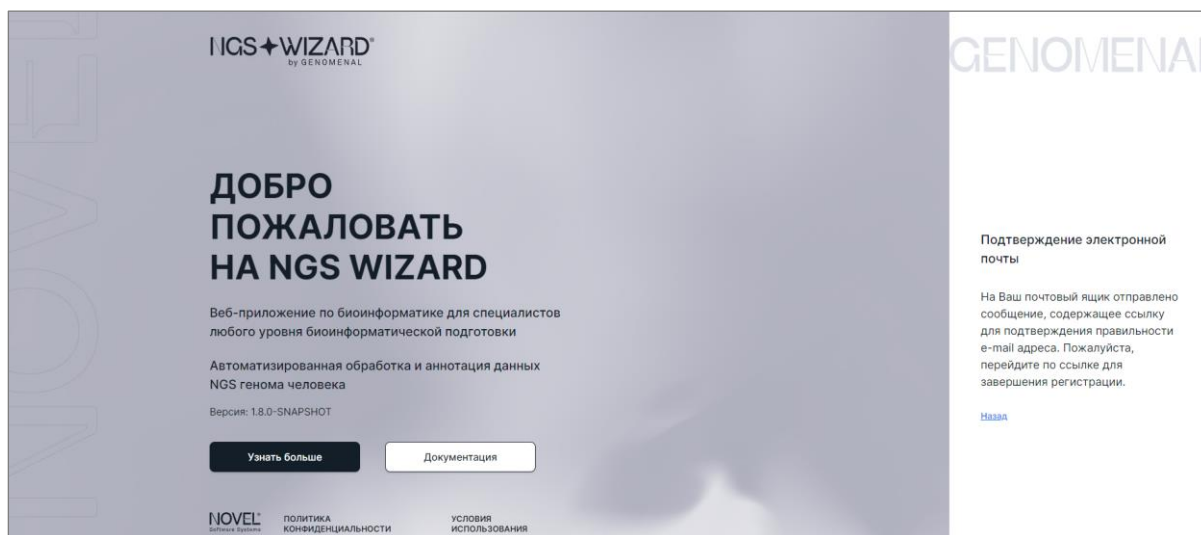 NOVEL
NGS WIZARD®
by GENOMENAL
ДОБРО
ПОЖАЛОВАТЬ
НА NGS WIZARD
Веб-приложение по биоинформатике для специалистов
любого уровня биоинформатической подготовки
Автоматизированная обработка и аннотация данных
NGS генома человека
Версия: 1.8.0-SNAPSHOT
Узнать больше
Документация
NOVEL
Software Systems
ПОЛИТИКА
КОНФИДЕНЦИАЛЬНОСТИ
УСЛОВИЯ
ИСПОЛЬЗОВАНИЯ
GENOMENAL
Подтверждение электронной
почты
На Ваш почтовый ящик отправлено
сообщение, содержащее ссылку
для подтверждения правильности
e-mail адреса. Пожалуйста,
перейдите по ссылке для
завершения регистрации.
Назад